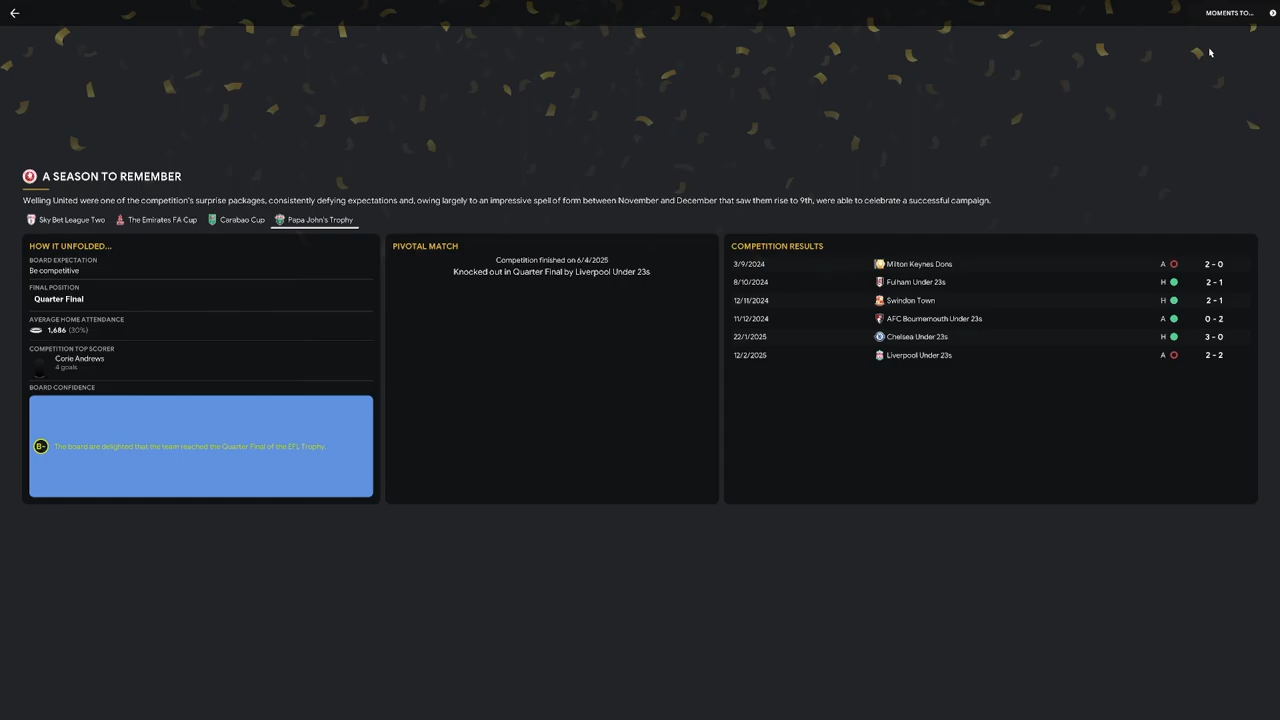 MOMENTS TO...
A SEASON TO REMEMBER
Welling United were one of the competition's surprise packages, consistently defying expectations and, owing largely to an impressive spell of form between November and December that saw them rise to 9th, were able to celebrate a successful campaign.
Sky Bet League Two The Emirates FA Cup Carabao Cup Papa John's Trophy
HOW IT UNFOLDED...
BOARD EXPECTATION
Be competitive
FINAL POSITION
Quarter Final
AVERAGE HOME ATTENDANCE
1,686 (30%)
COMPETITION TOP SCORER
Corie Andrews
4 goals
BOARD CONFIDENCE
B- The board are delighted that the team reached the Quarter Final of the EFL Trophy.
PIVOTAL MATCH
Competition finished on 6/4/2025
Knocked out in Quarter Final by Liverpool Under 23s
COMPETITION RESULTS
3/9/2024 Milton Keynes Dons A 2 - 0
8/10/2024 Fulham Under 23s H 2 - 1
12/11/2024 Swindon Town H 2 - 1
11/12/2024 AFC Bournemouth Under 23s A 0 - 2
22/1/2025 Chelsea Under 23s H 3 - 0
12/2/2025 Liverpool Under 23s A 2 - 2